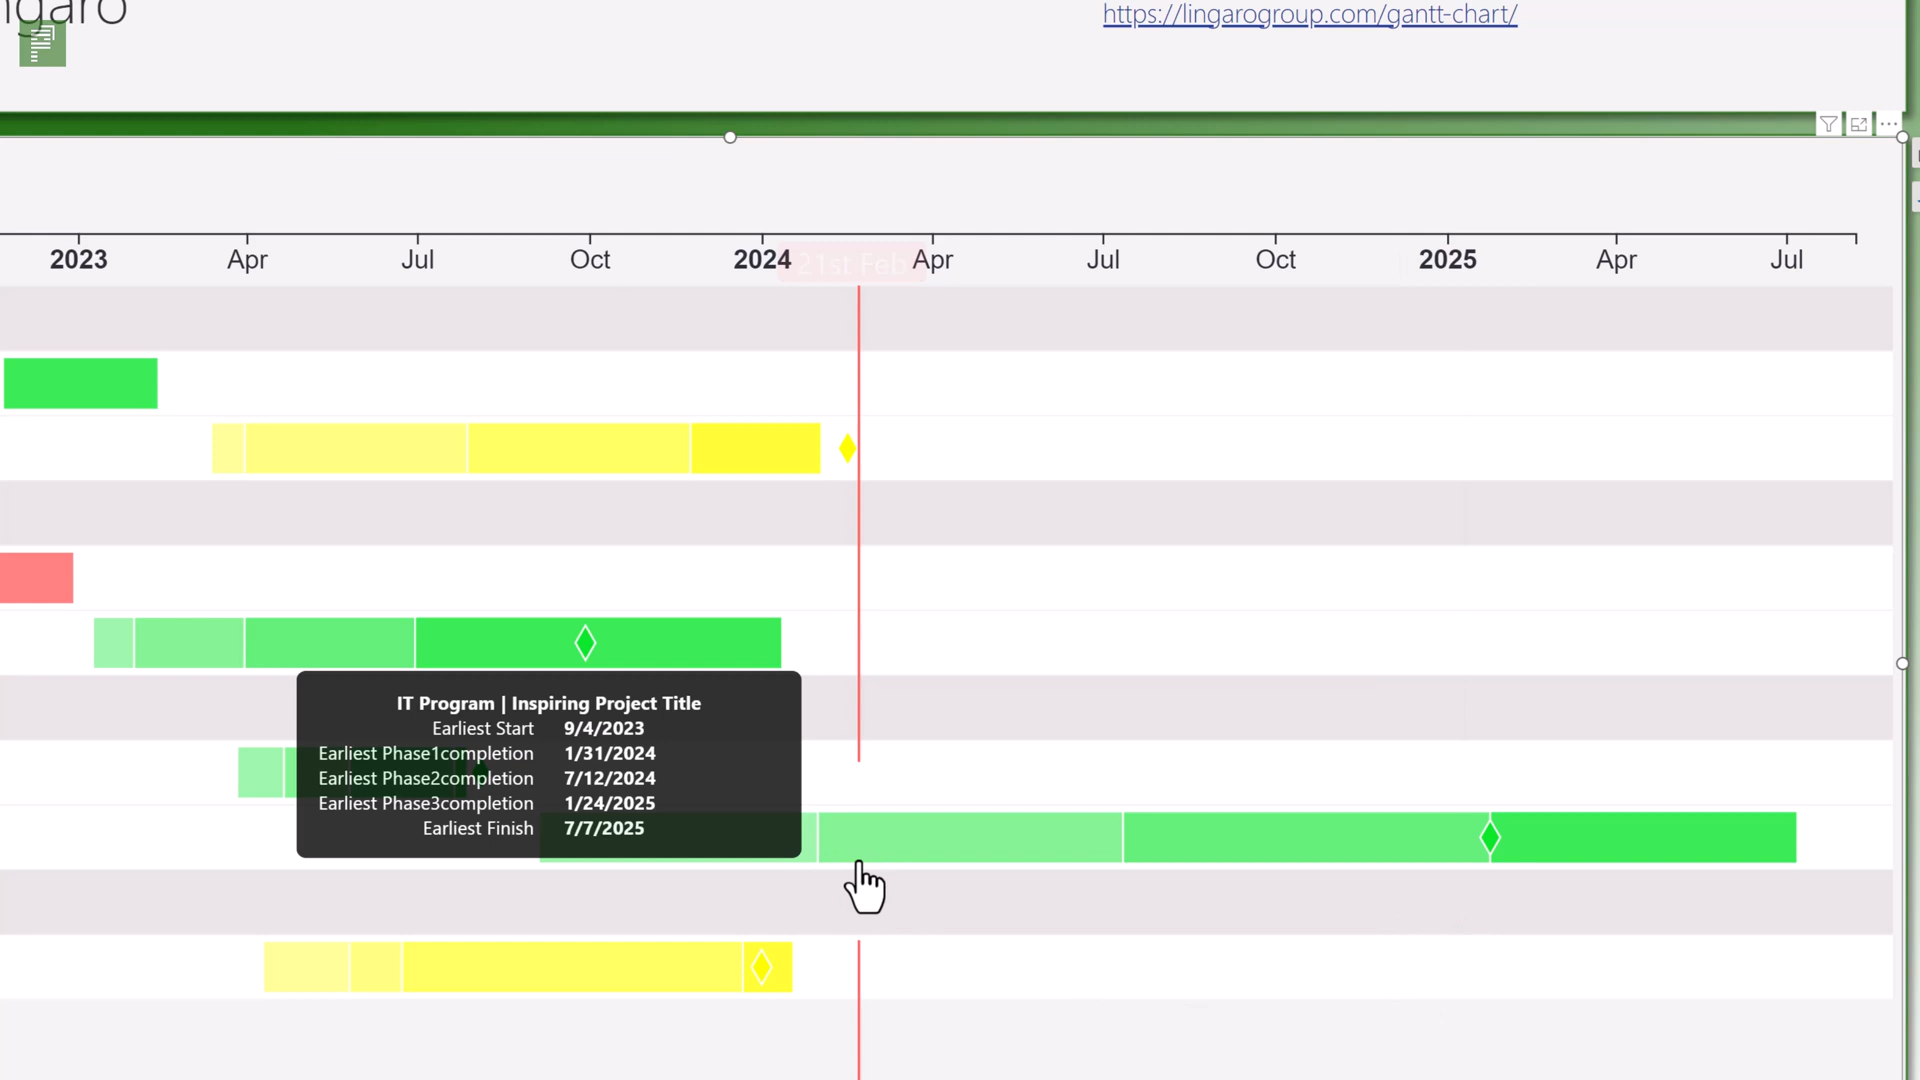 https://lingarogroup.com/gantt-chart/
2023 Apr Jul Oct 2024 21st Feb Apr Jul Oct 2025 Apr Jul
IT Program | Inspiring Project Title
Earliest Start 9/4/2023
Earliest Phase1completion 1/31/2024
Earliest Phase2completion 7/12/2024
Earliest Phase3completion 1/24/2025
Earliest Finish 7/7/2025